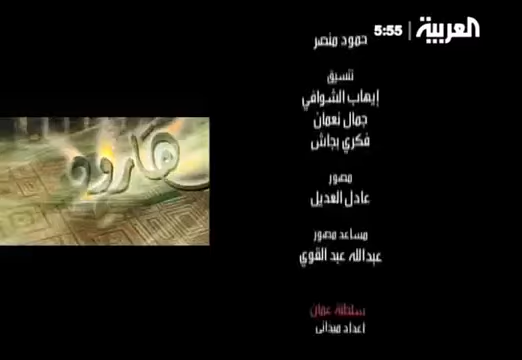 5:55 | العربية
حمود منصر
تنسيق
إيهاب الشوافي
جمال نعمان
فكري بجاش
مصور
عادل العديل
مساعد مصور
عبدالله عبد القوي
سلطنة عمان
اعداد ميداني